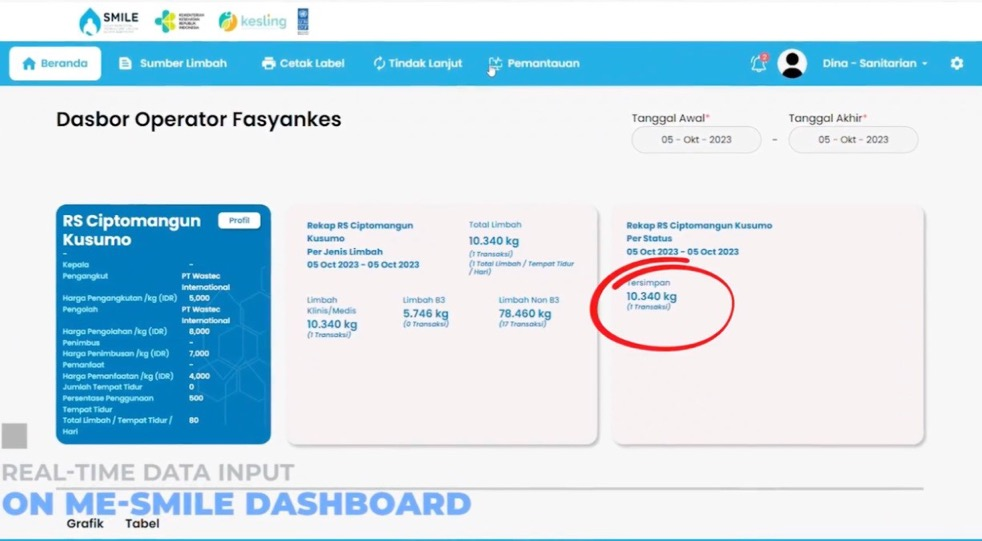 SMILE
KEMENTERIAN
KESEHATAN
REPUBLIK
INDONESIA
kesling
Beranda
Sumber Limbah
Cetak Label
Tindak Lanjut
Pemantauan
2
Dina - Sanitarian
Dasbor Operator Fasyankes
Tanggal Awal*
Tanggal Akhir*
05 - Okt - 2023
-
05 - Okt - 2023
RS Ciptomangun
Kusumo
Profil
-
Kepala -
Pengangkut PT Wastec
International
Harga Pengangkutan /kg (IDR) 5,000
Pengolah PT Wastec
International
Harga Pengolahan /kg (IDR) 8,000
Penimbus -
Harga Penimbusan /kg (IDR) 7,000
Pemanfaat -
Harga Pemanfaatan /kg (IDR) 4,000
Jumlah Tempat Tidur 0
Persentase Penggunaan 500
Tempat Tidur
Total Limbah / Tempat Tidur / 80
Hari
Rekap RS Ciptomangun
Kusumo
Per Jenis Limbah
05 Oct 2023 - 05 Oct 2023
Total Limbah
10.340 kg
(1 Transaksi)
(1 Total Limbah / Tempat Tidur
/ Hari)
Limbah
Klinis/Medis
10.340 kg
(1 Transaksi)
Limbah B3
5.746 kg
(0 Transaksi)
Limbah Non B3
78.460 kg
(17 Transaksi)
Rekap RS Ciptomangun Kusumo
Per Status
05 Oct 2023 - 05 Oct 2023
Tersimpan
10.340 kg
(1 Transaksi)
REAL-TIME DATA INPUT
ON ME-SMILE DASHBOARD
Grafik
Tabel